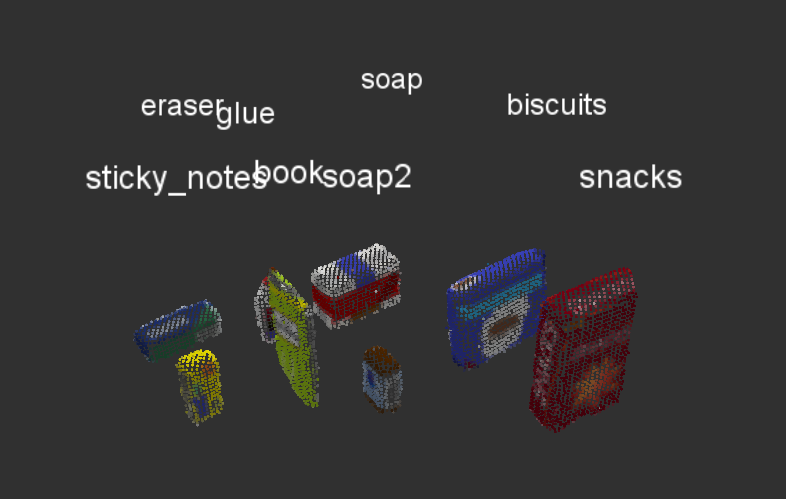 soap
eraser
glue
biscuits
sticky_notes
book
soap2
snacks